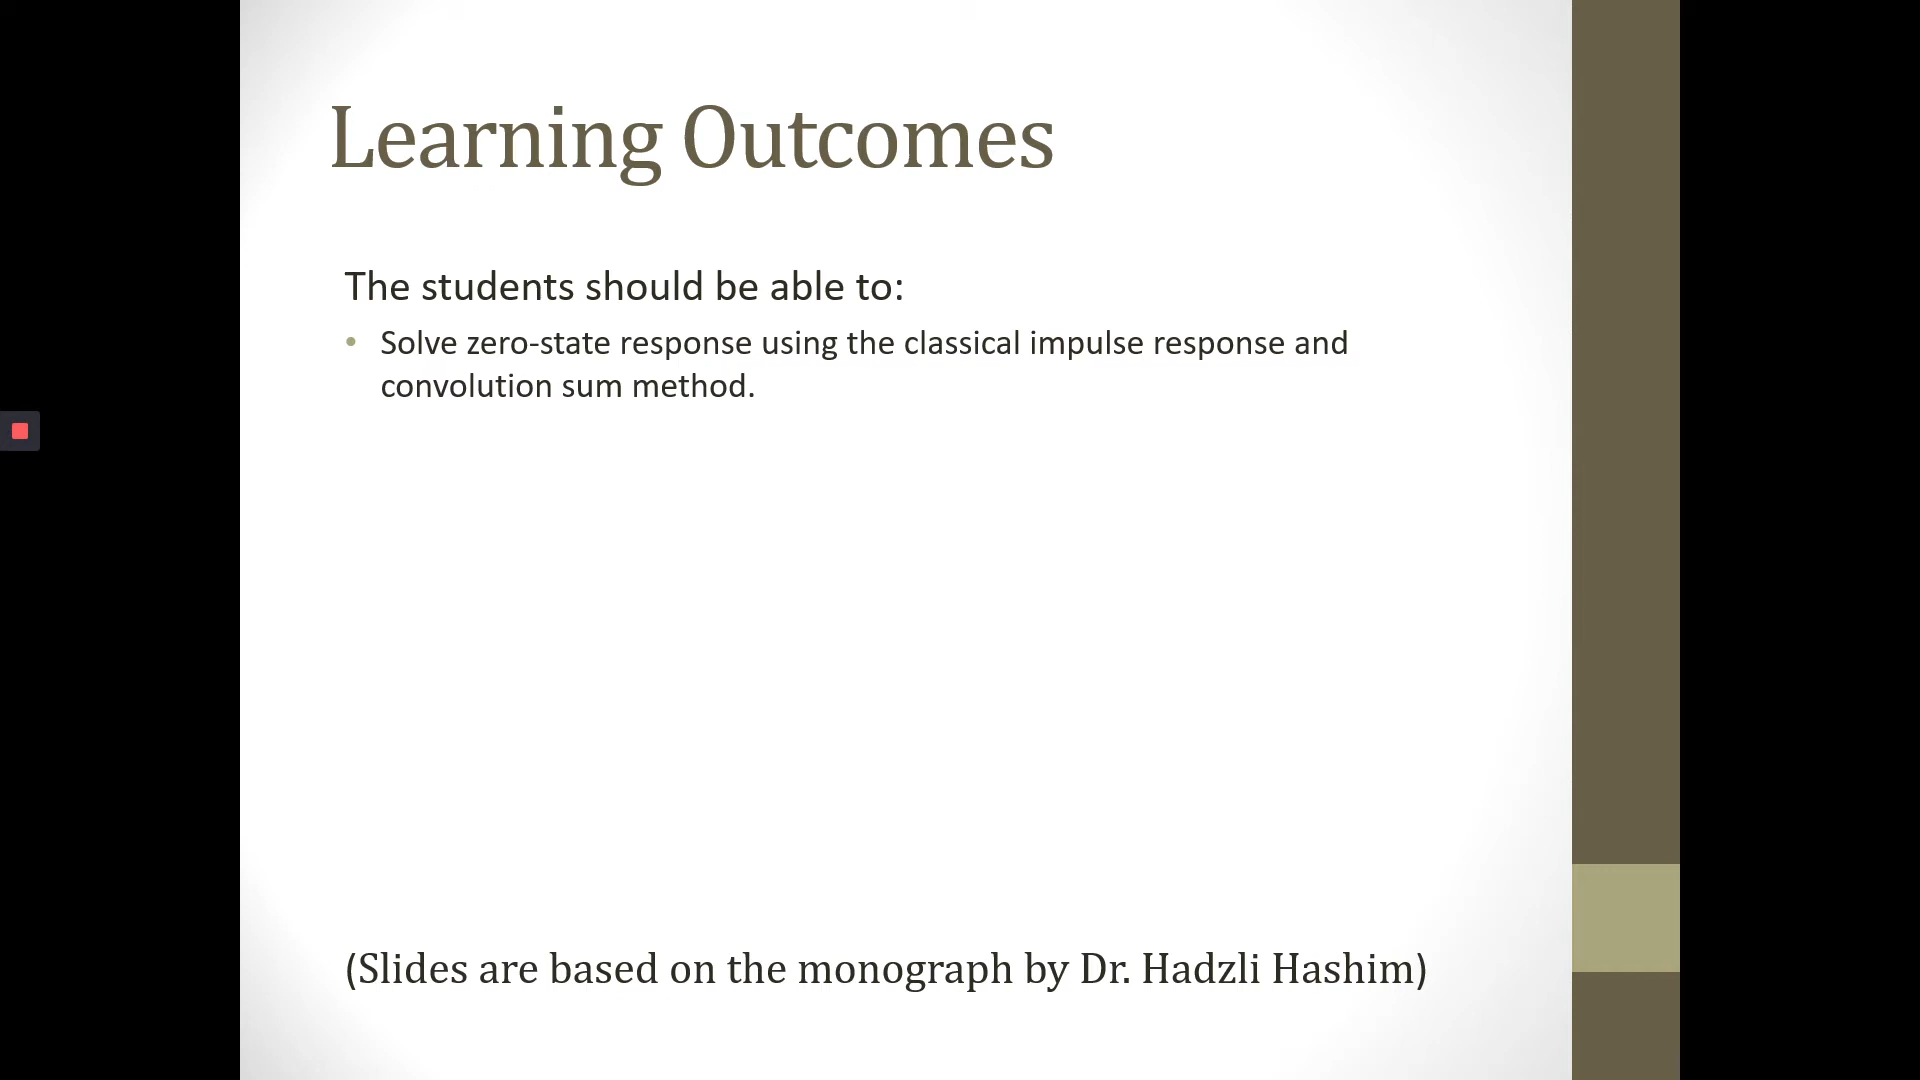 Learning Outcomes
The students should be able to:
• Solve zero-state response using the classical impulse response and
convolution sum method.
(Slides are based on the monograph by Dr. Hadzli Hashim)